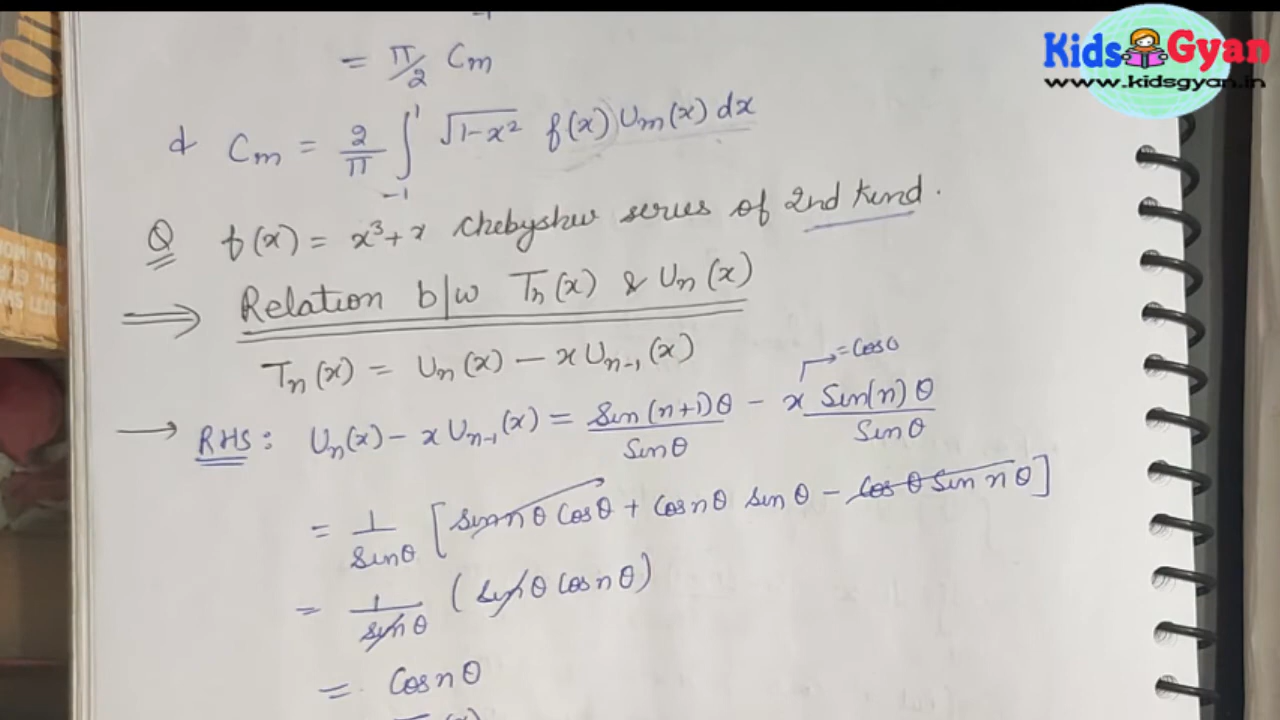 Kids Gyan
www.kidsgyan.in
= π/2 Cm
& Cm = 2/π ∫₋₁¹ √1-x² f(x) Um(x) dx
Q f(x) = x³+x Chebyshev series of 2nd kind.
⟹ Relation b/w Tn(x) & Un(x)
Tn(x) = Un(x) – x Un-1(x)
→ = Cosθ
→ RHS: Un(x) – x Un-1(x) = Sin(n+1)θ / Sinθ – x Sin(n)θ / Sinθ
= 1/Sinθ [Sin nθ Cosθ + Cos nθ Sinθ – Cosθ Sin nθ]
= 1/Sinθ (Sinθ Cos nθ)
= Cos nθ